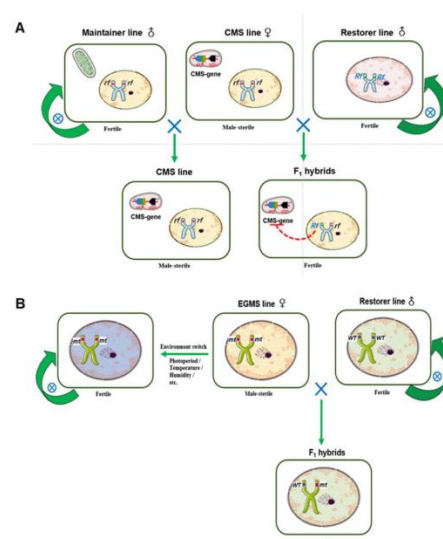 A
Maintainer line ♂
CMS line ♀
Restorer line ♂
CMS-gene
rf rf
rf rf
Rf Rf
Fertile
Male-sterile
Fertile
CMS line
F1 hybrids
CMS-gene
rf rf
CMS-gene
Rf rf
Male-sterile
Fertile
B
EGMS line ♀
Restorer line ♂
mt mt
Environment switch
Photoperiod /
Temperature /
Humidity /
etc.
mt mt
WT WT
Fertile
Male-sterile
Fertile
F1 hybrids
WT mt